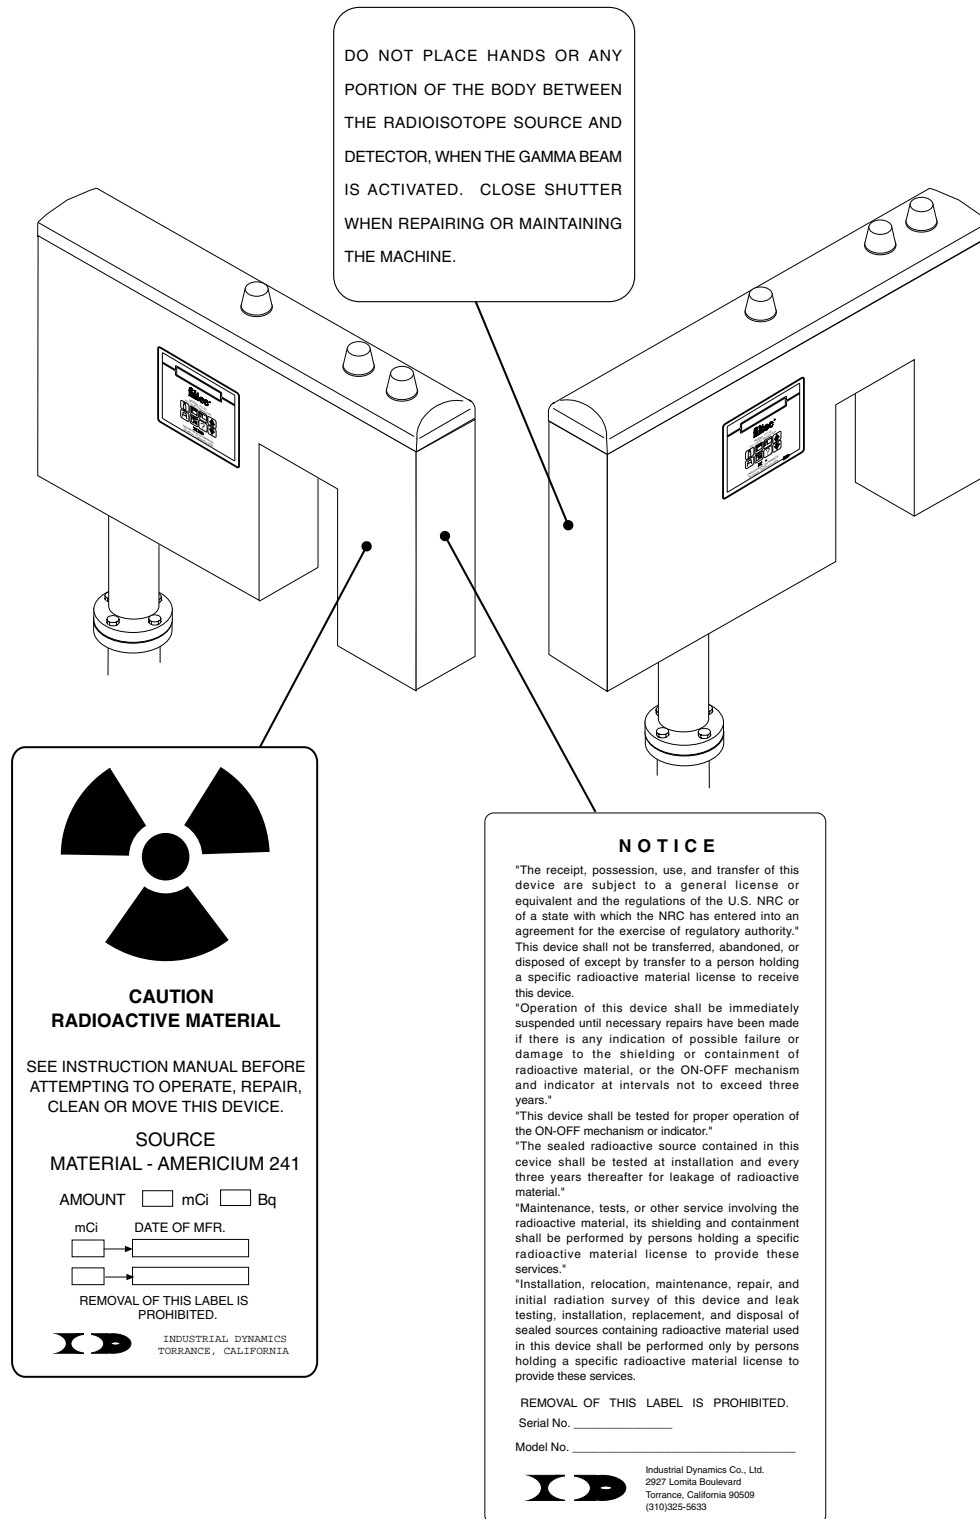 DO NOT PLACE HANDS OR ANY
PORTION OF THE BODY BETWEEN
THE RADIOISOTOPE SOURCE AND
DETECTOR, WHEN THE GAMMA BEAM
IS ACTIVATED. CLOSE SHUTTER
WHEN REPAIRING OR MAINTAINING
THE MACHINE.
filtec
filtec
CAUTION
RADIOACTIVE MATERIAL
SEE INSTRUCTION MANUAL BEFORE
ATTEMPTING TO OPERATE, REPAIR,
CLEAN OR MOVE THIS DEVICE.
SOURCE
MATERIAL - AMERICIUM 241
AMOUNT mCi Bq
mCi DATE OF MFR.
REMOVAL OF THIS LABEL IS
PROHIBITED.
ID
INDUSTRIAL DYNAMICS
TORRANCE, CALIFORNIA
NOTICE
"The receipt, possession, use, and transfer of this
device are subject to a general license or
equivalent and the regulations of the U.S. NRC or
of a state with which the NRC has entered into an
agreement for the exercise of regulatory authority."
This device shall not be transferred, abandoned, or
disposed of except by transfer to a person holding
a specific radioactive material license to receive
this device.
"Operation of this device shall be immediately
suspended until necessary repairs have been made
if there is any indication of possible failure or
damage to the shielding or containment of
radioactive material, or the ON-OFF mechanism
and indicator at intervals not to exceed three
years."
"This device shall be tested for proper operation of
the ON-OFF mechanism or indicator."
"The sealed radioactive source contained in this
cevice shall be tested at installation and every
three years thereafter for leakage of radioactive
material."
"Maintenance, tests, or other service involving the
radioactive material, its shielding and containment
shall be performed by persons holding a specific
radioactive material license to provide these
services."
"Installation, relocation, maintenance, repair, and
initial radiation survey of this device and leak
testing, installation, replacement, and disposal of
sealed sources containing radioactive material used
in this device shall be performed only by persons
holding a specific radioactive material license to
provide these services.
REMOVAL OF THIS LABEL IS PROHIBITED.
Serial No. ________________
Model No. ____________________________________
ID
Industrial Dynamics Co., Ltd.
2927 Lomita Boulevard
Torrance, California 90509
(310)325-5633